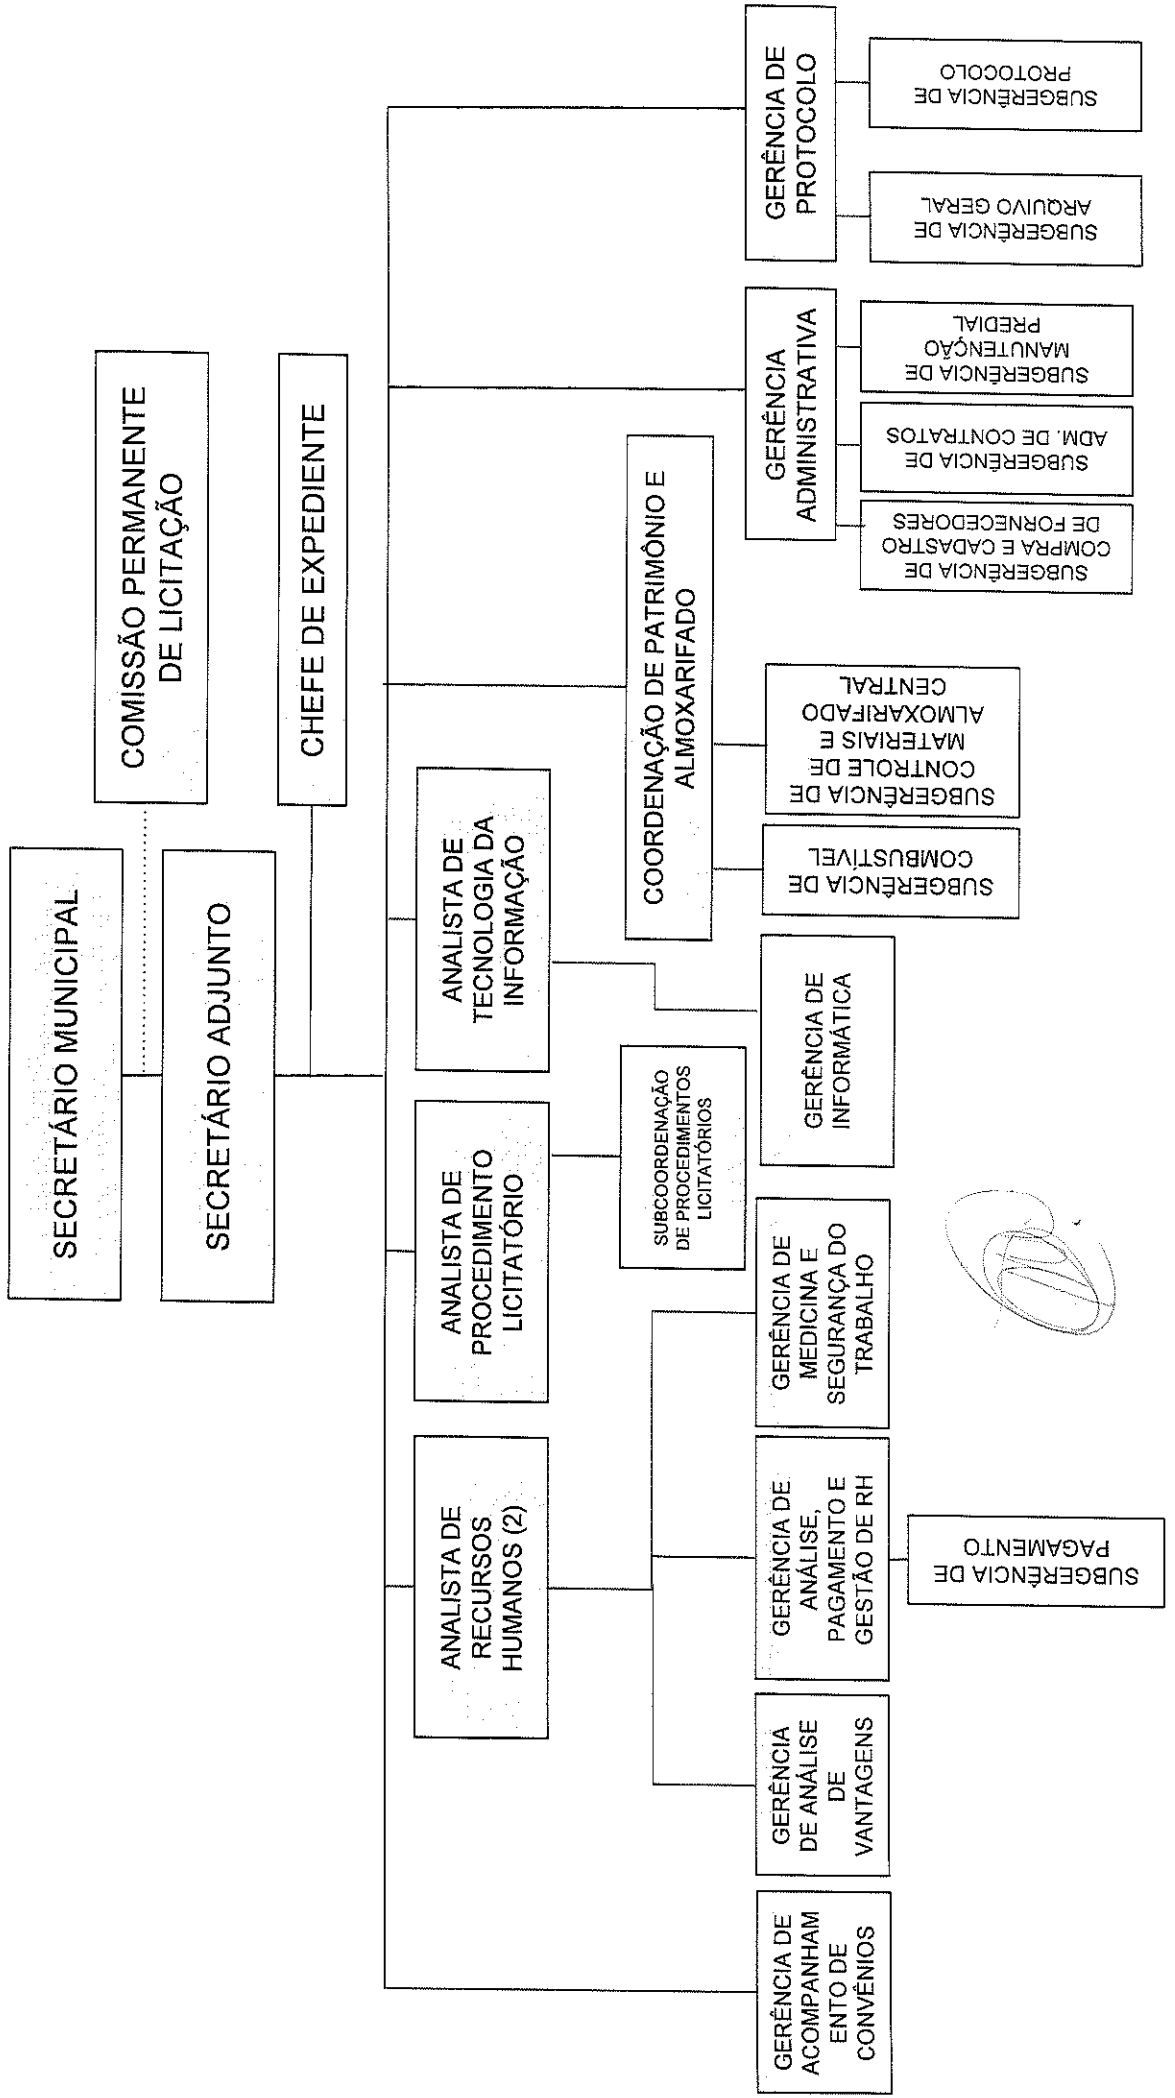 SECRETÁRIO MUNICIPAL
COMISSÃO PERMANENTE
DE LICITAÇÃO
SECRETÁRIO ADJUNTO
CHEFE DE EXPEDIENTE
ANALISTA DE
RECURSOS
HUMANOS (2)
ANALISTA DE
PROCEDIMENTO
LICITATÓRIO
ANALISTA DE
TECNOLOGIA DA
INFORMAÇÃO
SUBCOORDENAÇÃO
DE PROCEDIMENTOS
LICITATÓRIOS
COORDENAÇÃO DE PATRIMÔNIO E
ALMOXARIFADO
GERÊNCIA DE
ACOMPANHAM
ENTO DE
CONVÊNIOS
GERÊNCIA
DE ANÁLISE
DE
VANTAGENS
GERÊNCIA DE
ANÁLISE,
PAGAMENTO E
GESTÃO DE RH
GERÊNCIA DE
MEDICINA E
SEGURANÇA DO
TRABALHO
GERÊNCIA DE
INFORMÁTICA
SUBGERÊNCIA DE
COMBUSTÍVEL
SUBGERÊNCIA DE
CONTROLE DE
MATERIAIS E
ALMOXARIFADO
CENTRAL
GERÊNCIA
ADMINISTRATIVA
GERÊNCIA DE
PROTOCOLO
SUBGERÊNCIA DE
PAGAMENTO
SUBGERÊNCIA DE
COMPRA E CADASTRO
DE FORNECEDORES
SUBGERÊNCIA DE
ADM. DE CONTRATOS
SUBGERÊNCIA DE
MANUTENÇÃO
PREDIAL
SUBGERÊNCIA DE
ARQUIVO GERAL
SUBGERÊNCIA DE
PROTOCOLO